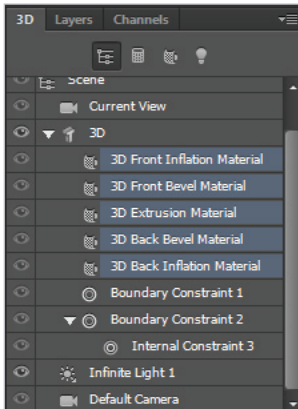 3D Layers Channels
Scene
Current View
3D
3D Front Inflation Material
3D Front Bevel Material
3D Extrusion Material
3D Back Bevel Material
3D Back Inflation Material
Boundary Constraint 1
Boundary Constraint 2
Internal Constraint 3
Infinite Light 1
Default Camera